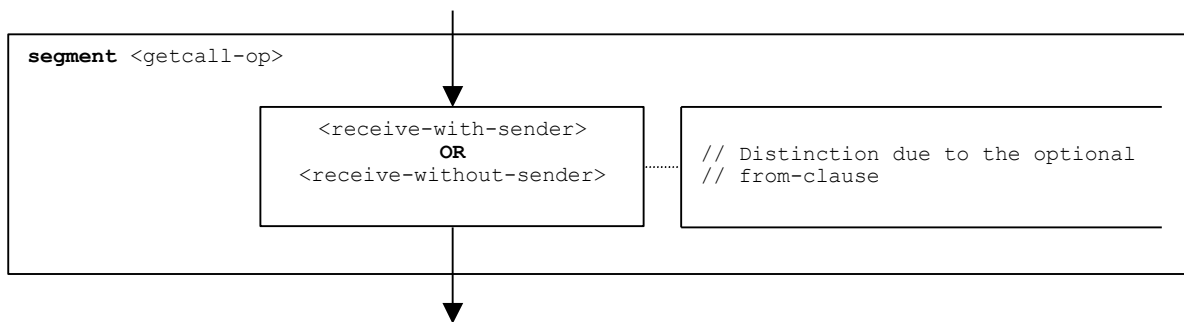 segment <getcall-op>
<receive-with-sender>
OR
<receive-without-sender>
// Distinction due to the optional
// from-clause